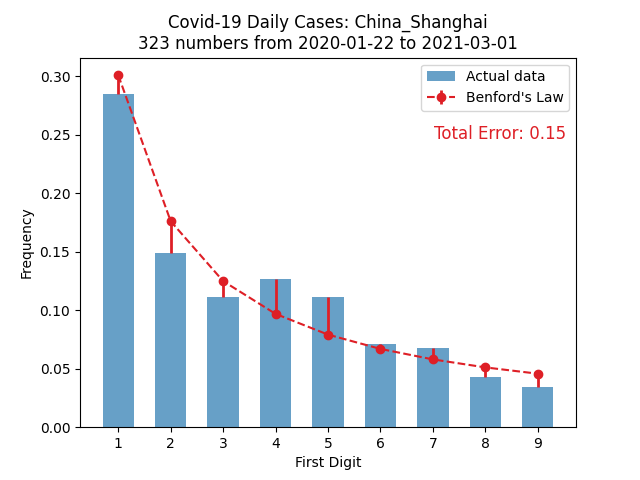 Covid-19 Daily Cases: China_Shanghai
323 numbers from 2020-01-22 to 2021-03-01
Actual data
Benford's Law
Total Error: 0.15
0.30
0.25
0.20
0.15
0.10
0.05
0.00
Frequency
1 2 3 4 5 6 7 8 9
First Digit